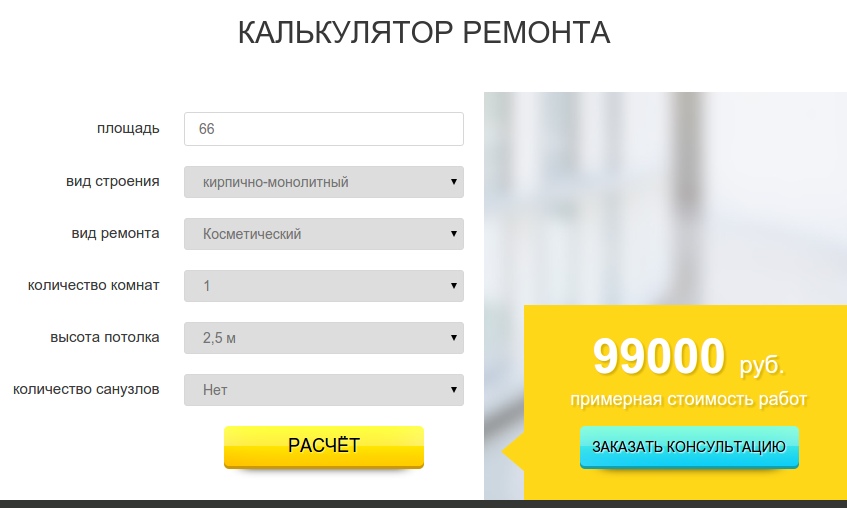 КАЛЬКУЛЯТОР РЕМОНТА
площадь 66
вид строения кирпично-монолитный
вид ремонта Косметический
количество комнат 1
высота потолка 2,5 м
количество санузлов Нет
РАСЧЁТ
99000 руб.
примерная стоимость работ
ЗАКАЗАТЬ КОНСУЛЬТАЦИЮ